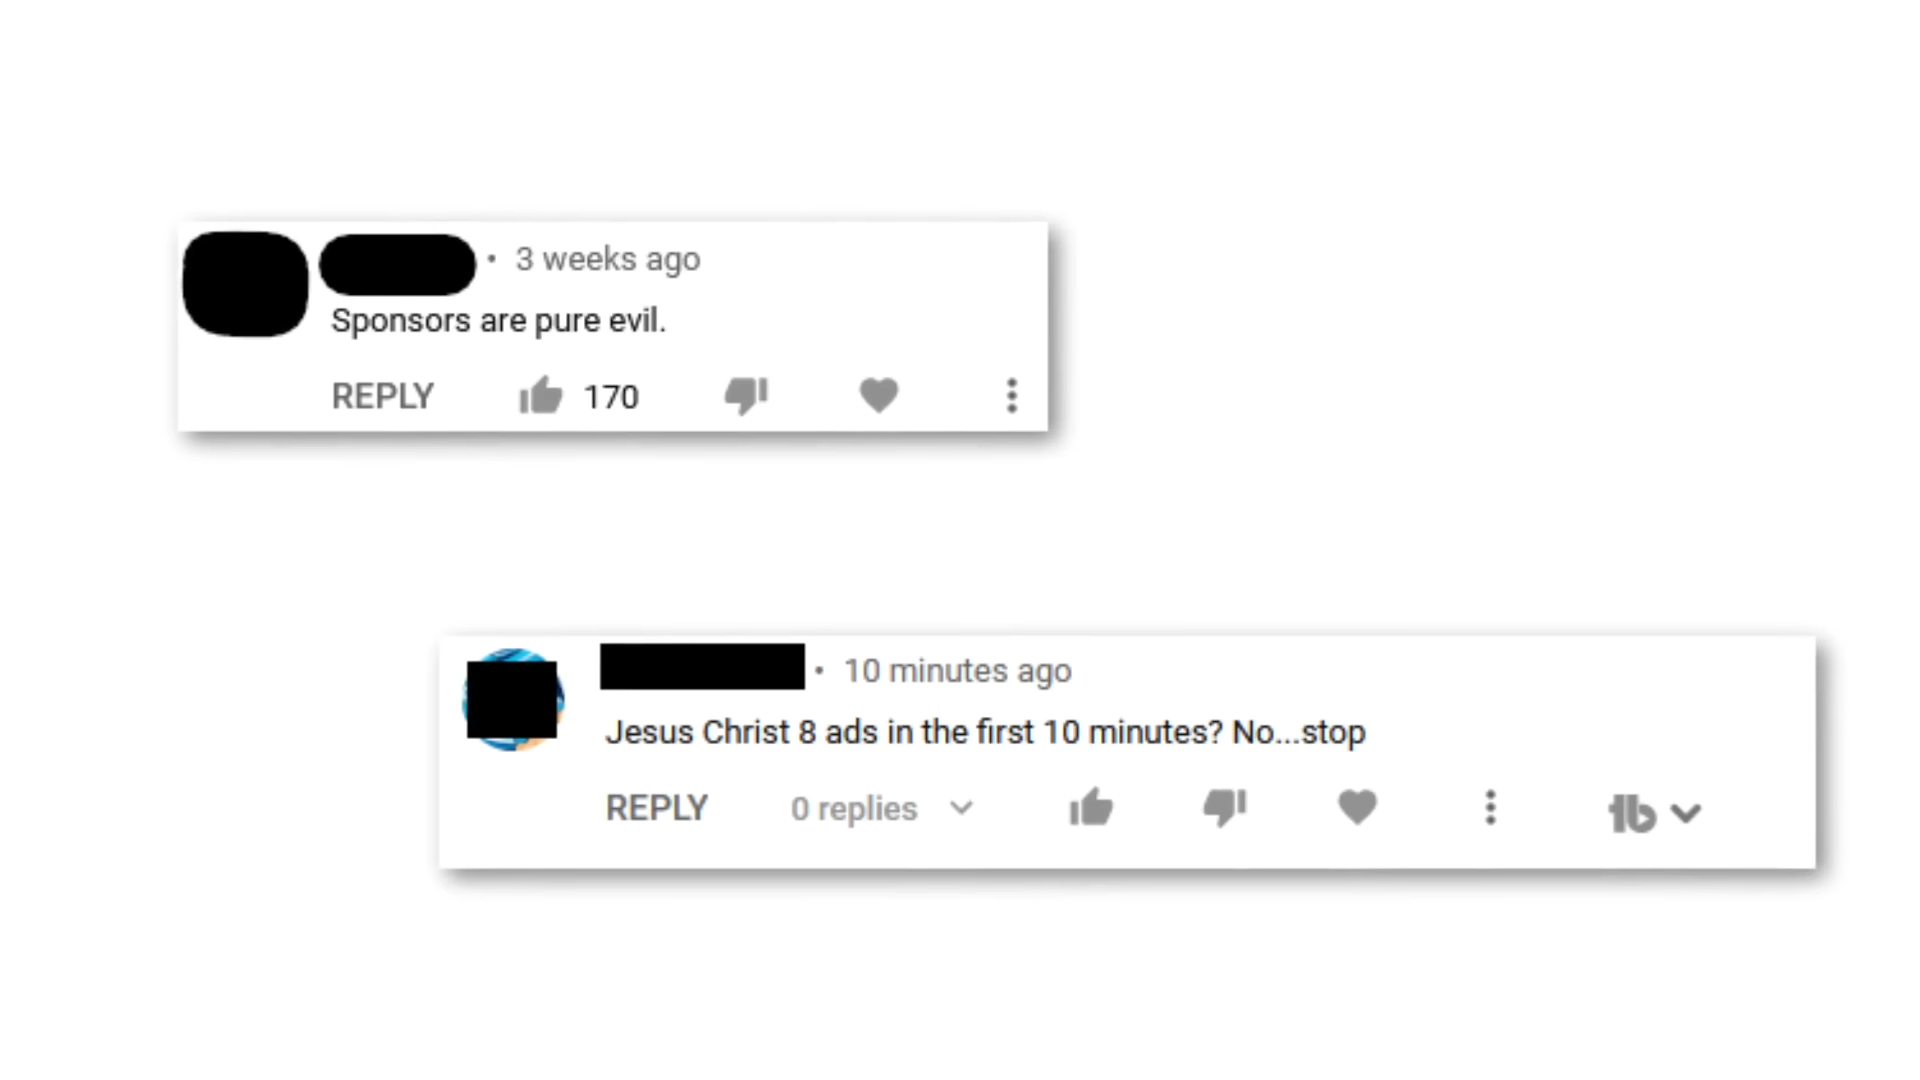 • 3 weeks ago
Sponsors are pure evil.
REPLY 170
• 10 minutes ago
Jesus Christ 8 ads in the first 10 minutes? No...stop
REPLY 0 replies
tb